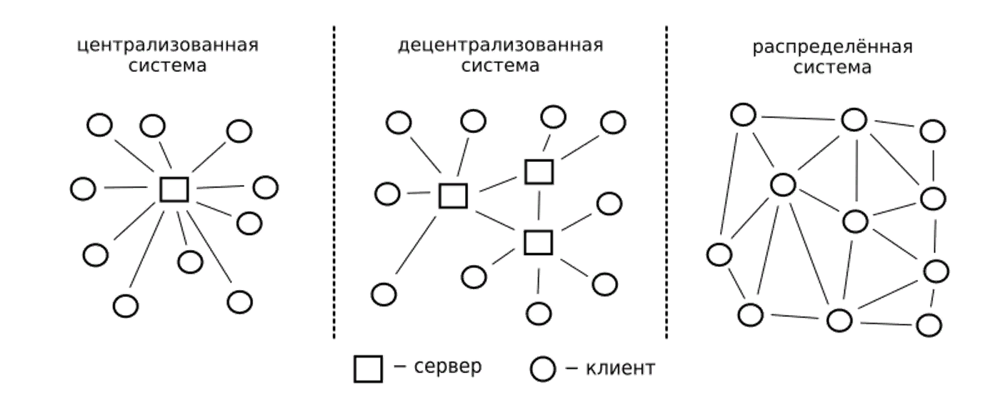 централизованная
система
децентрализованная
система
распределённая
система
– сервер
– клиент